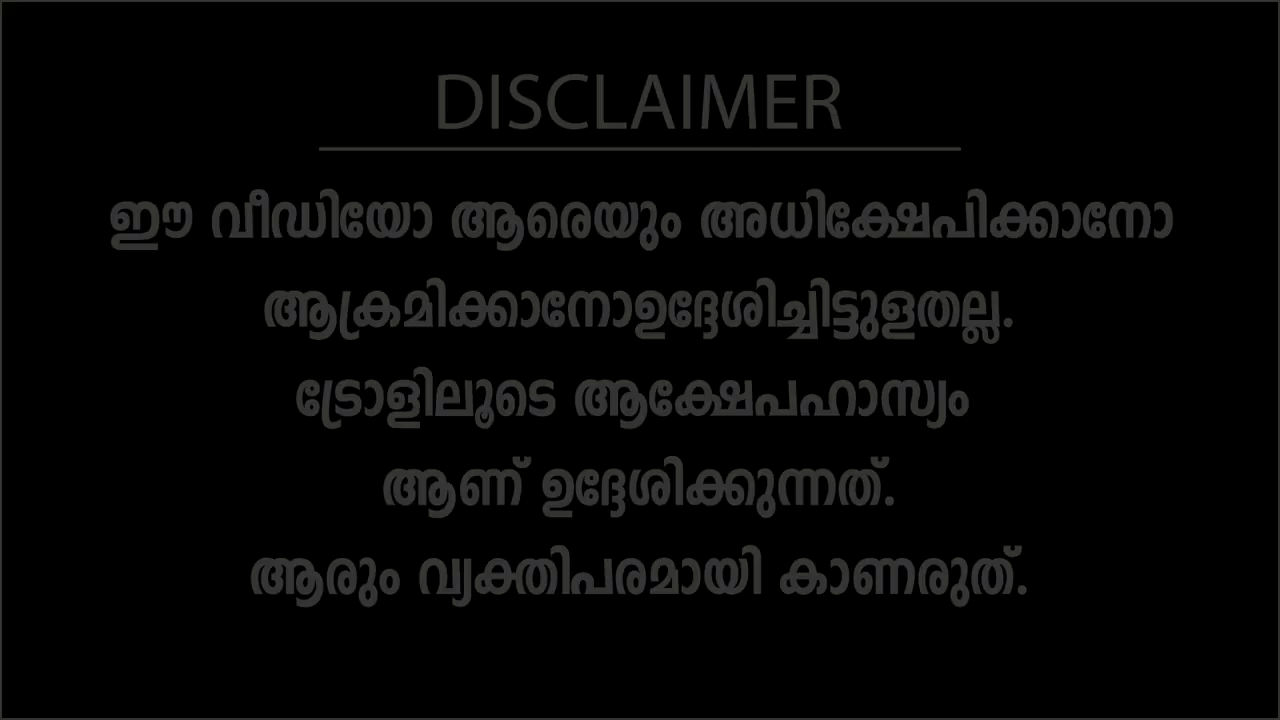 DISCLAIMER
ഈ വീഡിയോ ആരെയും അധിക്ഷേപിക്കാനോ
ആക്രമിക്കാനോഉദ്ദേശിച്ചിട്ടുളതല്ല.
ട്രോളിലൂടെ ആക്ഷേപഹാസ്യം
ആണ് ഉദ്ദേശിക്കുന്നത്.
ആരും വ്യക്തിപരമായി കാണരുത്.